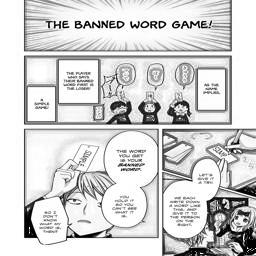 THE BANNED WORD GAME!
AS THE
NAME
IMPLIES,
THE PLAYER
WHO SAYS
THEIR BANNED
WORD FIRST IS
THE LOSER!
A
SIMPLE
GAME!
LET'S
GIVE IT
A TRY.
WE EACH
WRITE DOWN
A WORD LIKE
THIS, AND
GIVE IT TO
THE PERSON
ON THE
RIGHT.
THE WORD
YOU GET
IS YOUR
BANNED
WORD.
YOU
HOLD IT
SO YOU
CAN'T SEE
WHAT IT
IS.
SO I
DON'T
KNOW
WHAT MY
WORD IS,
THEN?